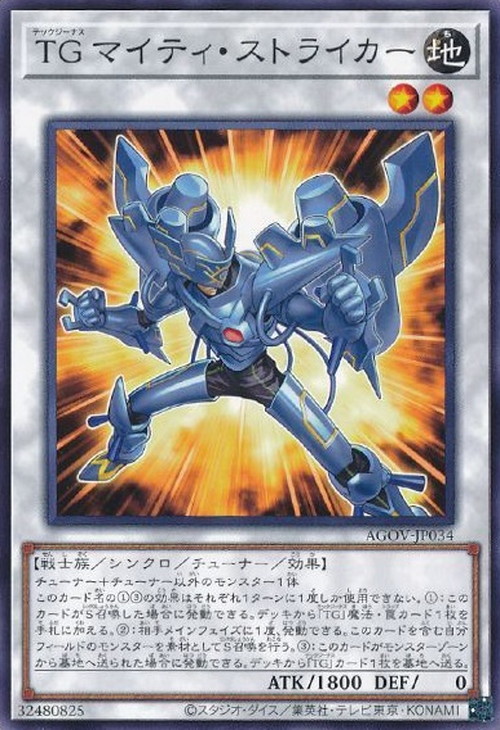 テックジーナス
TG マイティ・ストライカー
地
AGOV-JP034
【戦士族／シンクロ／チューナー／効果】
チューナー＋チューナー以外のモンスター1体
このカード名の①③の効果はそれぞれ1ターンに1度しか使用できない。①：この
カードがS召喚した場合に発動できる。デッキから「TG」魔法・罠カード1枚を
手札に加える。②：相手メインフェイズに1度、発動できる。このカードを含む自分
フィールドのモンスターを素材としてS召喚を行う。③：このカードがモンスターゾーン
から墓地へ送られた場合に発動できる。デッキから「TG」カード1枚を墓地へ送る。
ATK/1800 DEF/ 0
32480825 ©スタジオ・ダイス／集英社・テレビ東京・KONAMI